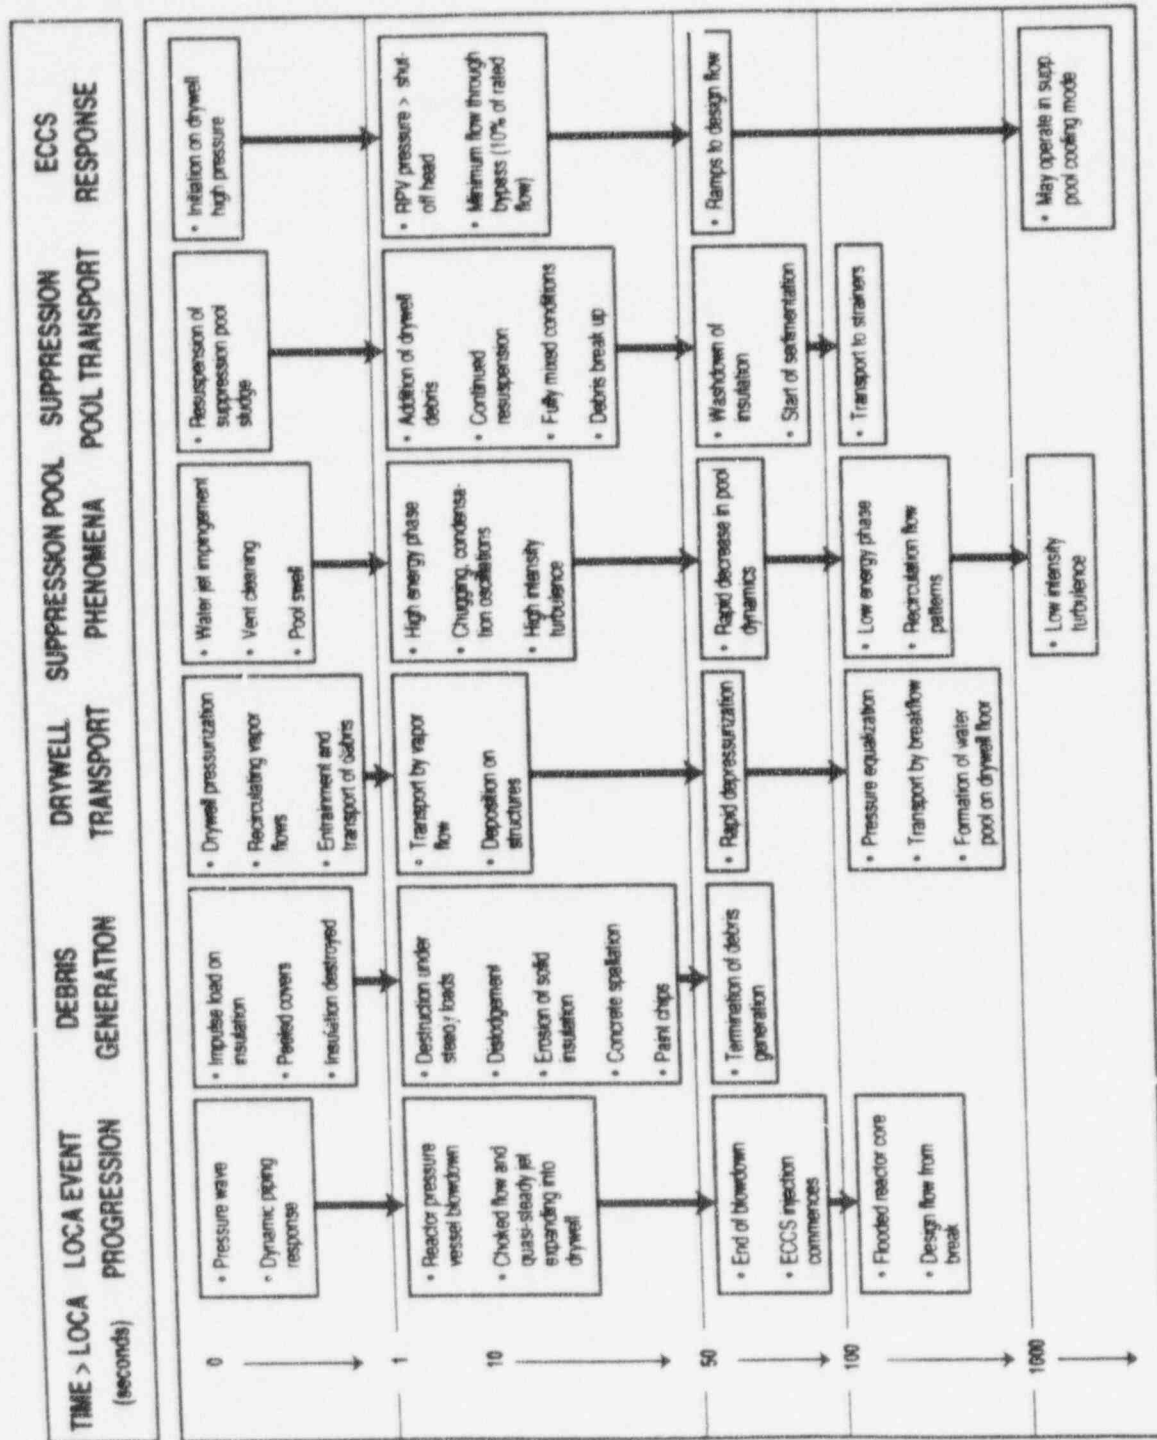 TIME > LOCA
(seconds)
LOCA EVENT
PROGRESSION
DEBRIS
GENERATION
DRYWELL
TRANSPORT
SUPPRESSION POOL
PHENOMENA
SUPPRESSION
POOL TRANSPORT
ECCS
RESPONSE
0
• Pressure wave
• Dynamic piping
response
• Impulse load on
insulation
• Peeled covers
• Insulation destroyed
• Drywell pressurization
• Recirculating vapor
flows
• Entrainment and
transport of debris
• Water jet impingement
• Vent clearing
• Pool swell
• Resuspension of
suppression pool
sludge
• Initiation on drywell
high pressure
1
10
• Reactor pressure
vessel blowdown
• Choked flow and
quasi-steady jet
expanding into
drywell
• Destruction under
steady loads
• Dislodgement
• Erosion of solid
insulation
• Concrete spallation
• Paint chips
• Transport by vapor
flow
• Deposition on
structures
• High energy phase
• Chugging, condensa-
tion oscillations
• High intensity
turbulence
• Addition of drywell
debris
• Continued
resuspension
• Fully mixed conditions
• Debris break up
• RPV pressure > shut-
off head
• Minimum flow through
bypass (10% of rated
flow)
50
• End of blowdown
• ECCS injection
commences
• Termination of debris
generation
• Rapid depressurization
• Rapid decrease in pool
dynamics
• Washdown of
insulation
• Start of sedimentation
• Ramps to design flow
100
• Flooded reactor core
• Design flow from
break
• Pressure equalization
• Transport by breakflow
• Formation of water
pool on drywell floor
• Low energy phase
• Recirculation flow
patterns
• Transport to strainers
1000
• Low intensity
turbulence
• May operate in supp.
pool cooling mode